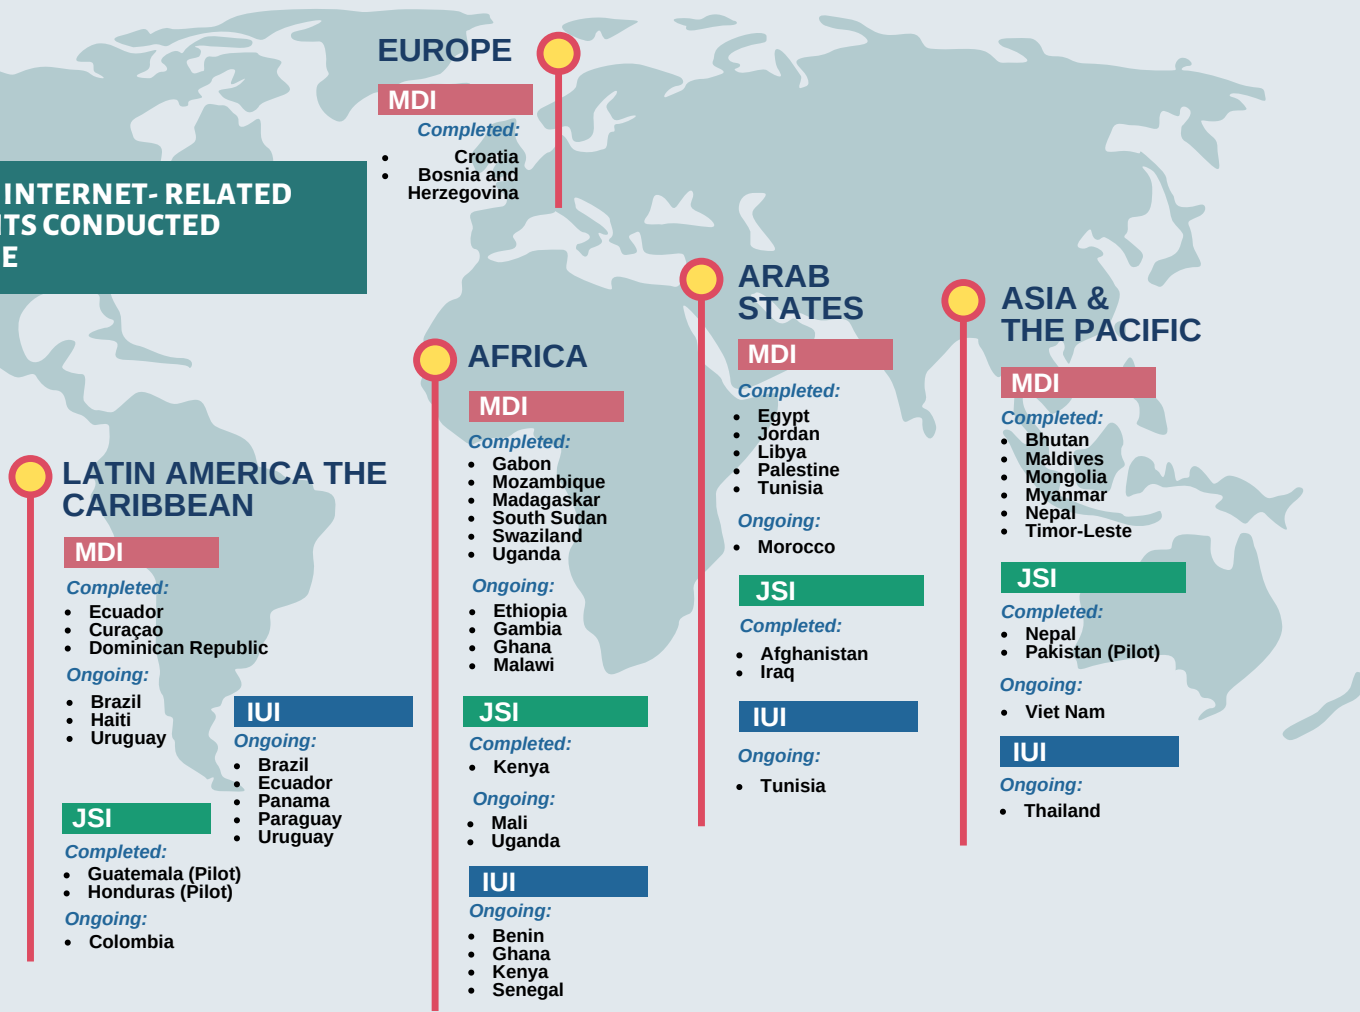 INTERNET- RELATED
TS CONDUCTED
E
EUROPE
MDI
Completed:
• Croatia
• Bosnia and
Herzegovina
ARAB
STATES
MDI
Completed:
• Egypt
• Jordan
• Libya
• Palestine
• Tunisia
Ongoing:
• Morocco
JSI
Completed:
• Afghanistan
• Iraq
IUI
Ongoing:
• Tunisia
ASIA &
THE PACIFIC
MDI
Completed:
• Bhutan
• Maldives
• Mongolia
• Myanmar
• Nepal
• Timor-Leste
JSI
Completed:
• Nepal
• Pakistan (Pilot)
Ongoing:
• Viet Nam
IUI
Ongoing:
• Thailand
AFRICA
MDI
Completed:
• Gabon
• Mozambique
• Madagaskar
• South Sudan
• Swaziland
• Uganda
Ongoing:
• Ethiopia
• Gambia
• Ghana
• Malawi
JSI
Completed:
• Kenya
Ongoing:
• Mali
• Uganda
IUI
Ongoing:
• Benin
• Ghana
• Kenya
• Senegal
LATIN AMERICA THE
CARIBBEAN
MDI
Completed:
• Ecuador
• Curaçao
• Dominican Republic
Ongoing:
• Brazil
• Haiti
• Uruguay
IUI
Ongoing:
• Brazil
• Ecuador
• Panama
• Paraguay
• Uruguay
JSI
Completed:
• Guatemala (Pilot)
• Honduras (Pilot)
Ongoing:
• Colombia